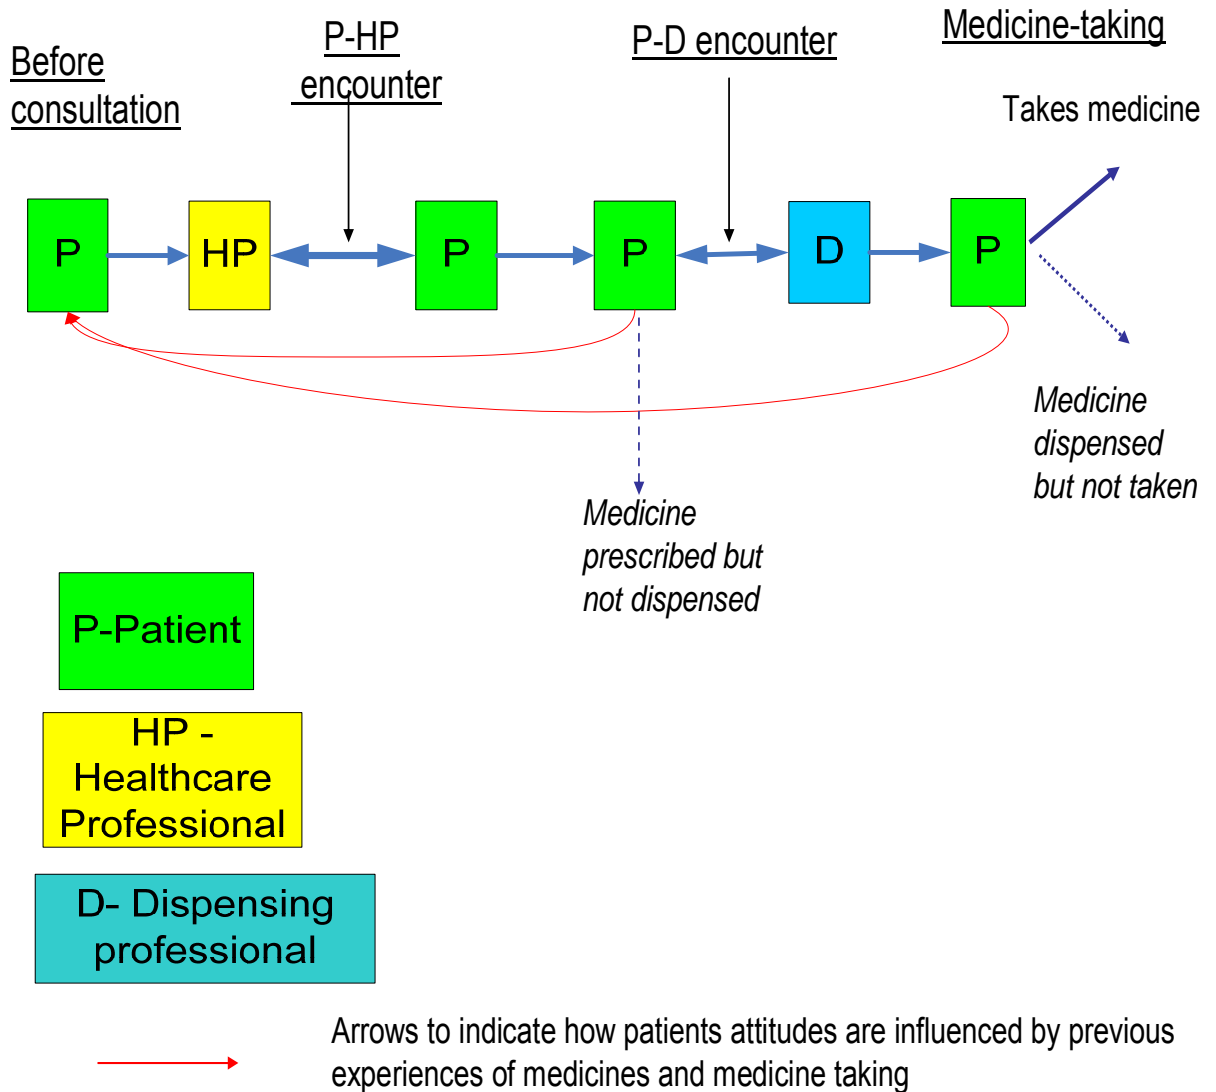 Before
consultation
P-HP
encounter
P-D encounter
Medicine-taking
Takes medicine
P
HP
P
P
D
P
Medicine
dispensed
but not taken
Medicine
prescribed but
not dispensed
P-Patient
HP -
Healthcare
Professional
D- Dispensing
professional
Arrows to indicate how patients attitudes are influenced by previous
experiences of medicines and medicine taking